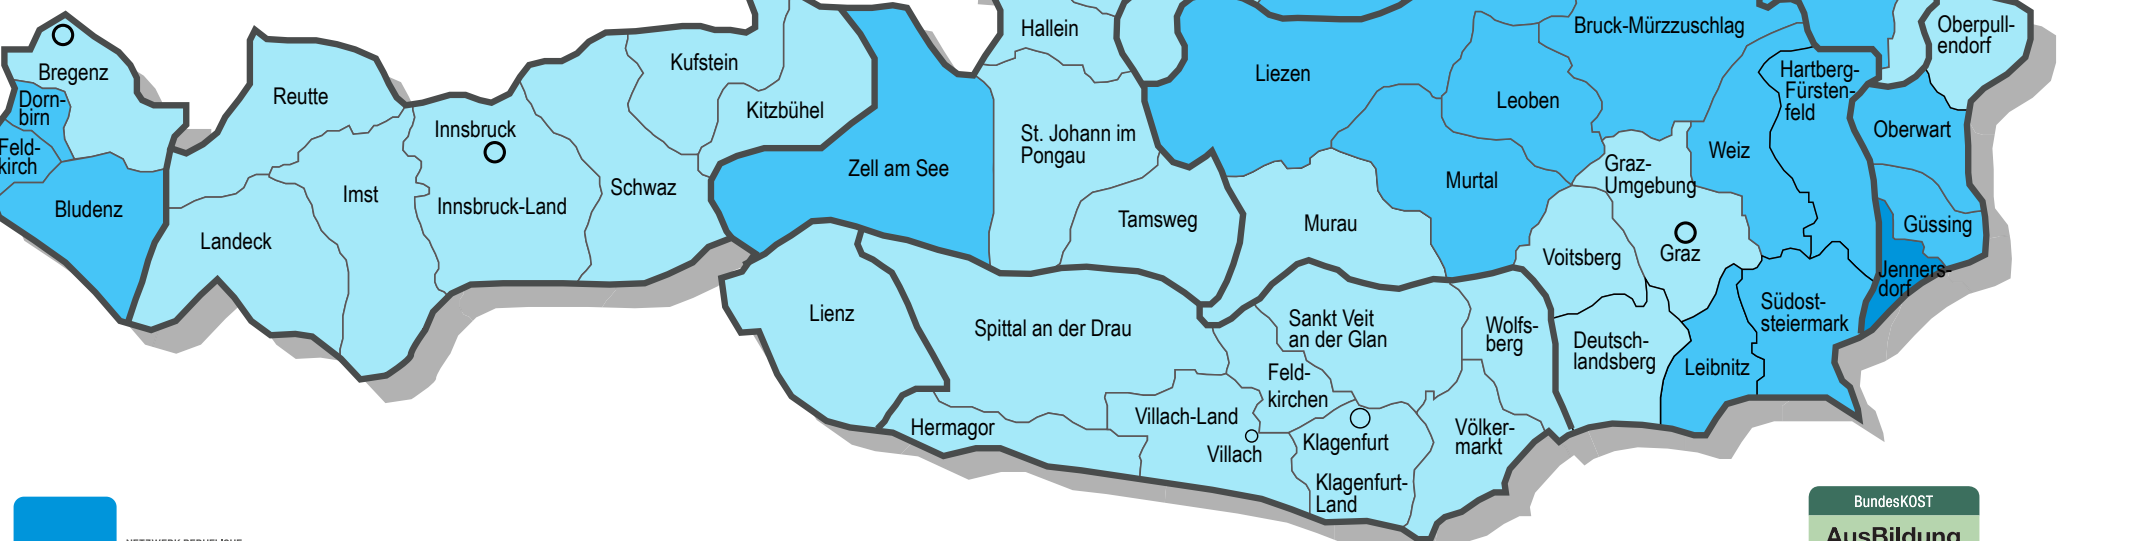 Bregenz
Dorn-
birn
Feld-
kirch
Bludenz
Reutte
Imst
Landeck
Innsbruck
Innsbruck-Land
Schwaz
Kufstein
Kitzbühel
Zell am See
Hallein
St. Johann im
Pongau
Tamsweg
Liezen
Murau
Murtal
Leoben
Bruck-Mürzzuschlag
Weiz
Hartberg-
Fürsten-
feld
Oberpull-
endorf
Oberwart
Güssing
Jenners-
dorf
Graz-
Umgebung
Graz
Voitsberg
Deutsch-
landsberg
Leibnitz
Südost-
steiermark
Lienz
Spittal an der Drau
Hermagor
Villach-Land
Villach
Feld-
kirchen
Sankt Veit
an der Glan
Klagenfurt
Klagenfurt-
Land
Wolfs-
berg
Völker-
markt
BundesKOST
AusBildung